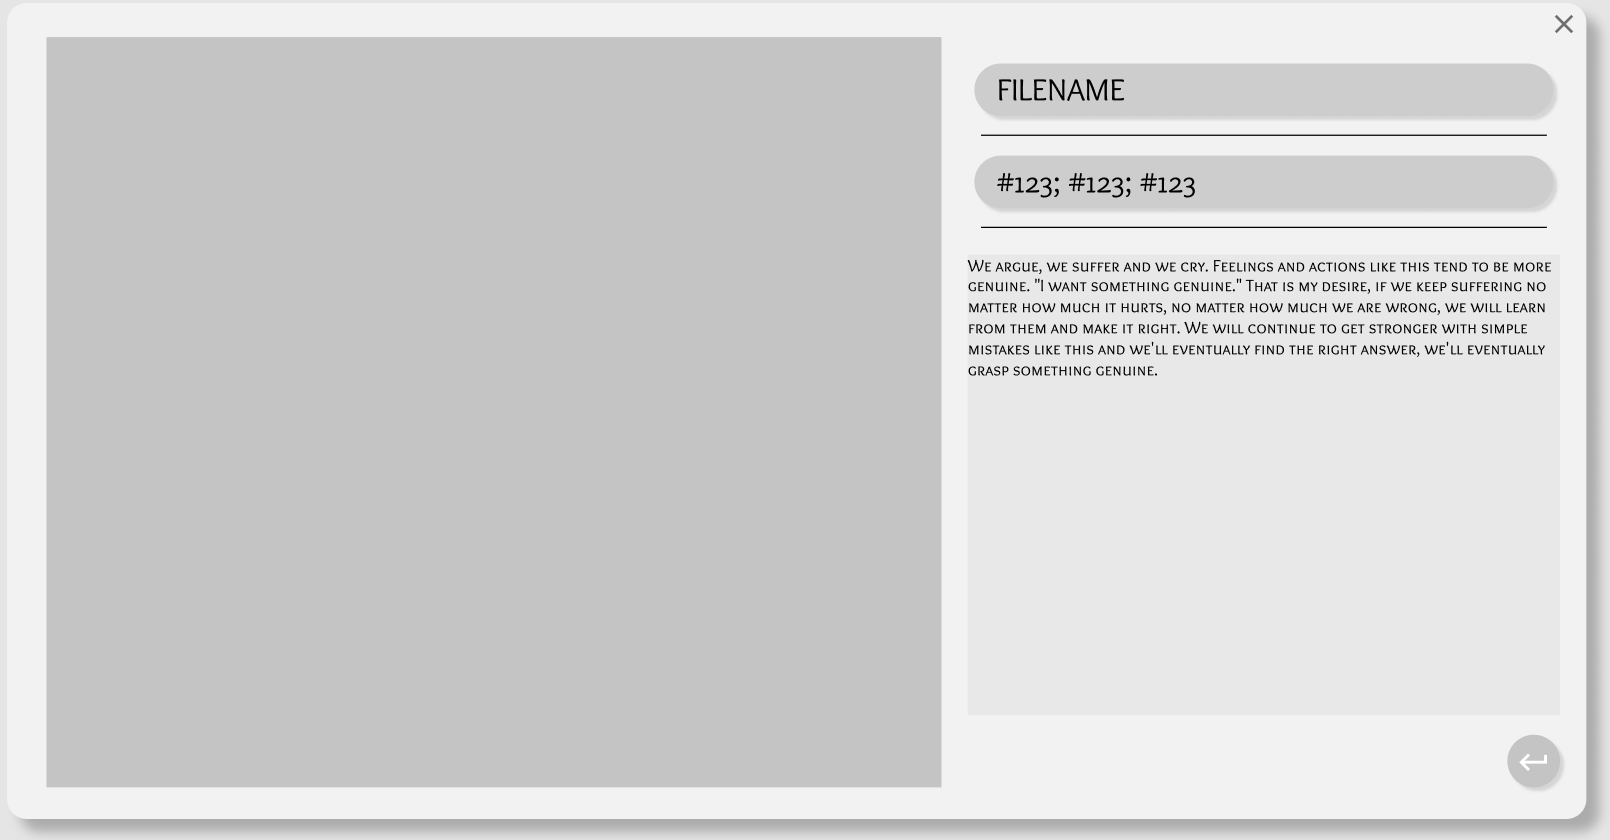 FILENAME
#123; #123; #123
We argue, we suffer and we cry. Feelings and actions like this tend to be more
genuine. "I want something genuine." That is my desire, if we keep suffering no
matter how much it hurts, no matter how much we are wrong, we will learn
from them and make it right. We will continue to get stronger with simple
mistakes like this and we'll eventually find the right answer, we'll eventually
grasp something genuine.